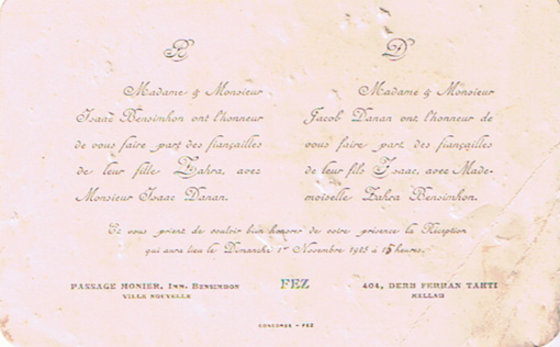 B
Madame & Monsieur
Isaac Bensimhon ont l'honneur
de vous faire part des fiançailles
de leur fille Zahra, avec
Monsieur Isaac Danan.
D
Madame & Monsieur
Jacob Danan ont l'honneur de
vous faire part des fiançailles
de leur fils Isaac, avec Made-
moiselle Zahra Bensimhon.
Et vous prient de vouloir bien honorer de votre présence la Réception
qui aura lieu le Dimanche 1er Novembre 1925 à 15 heures.
PASSAGE MONIER, IMM. BENSIMHON
VILLE NOUVELLE
FEZ
404, DERB FERRAN TAHTI
MELLAH
- FEZ